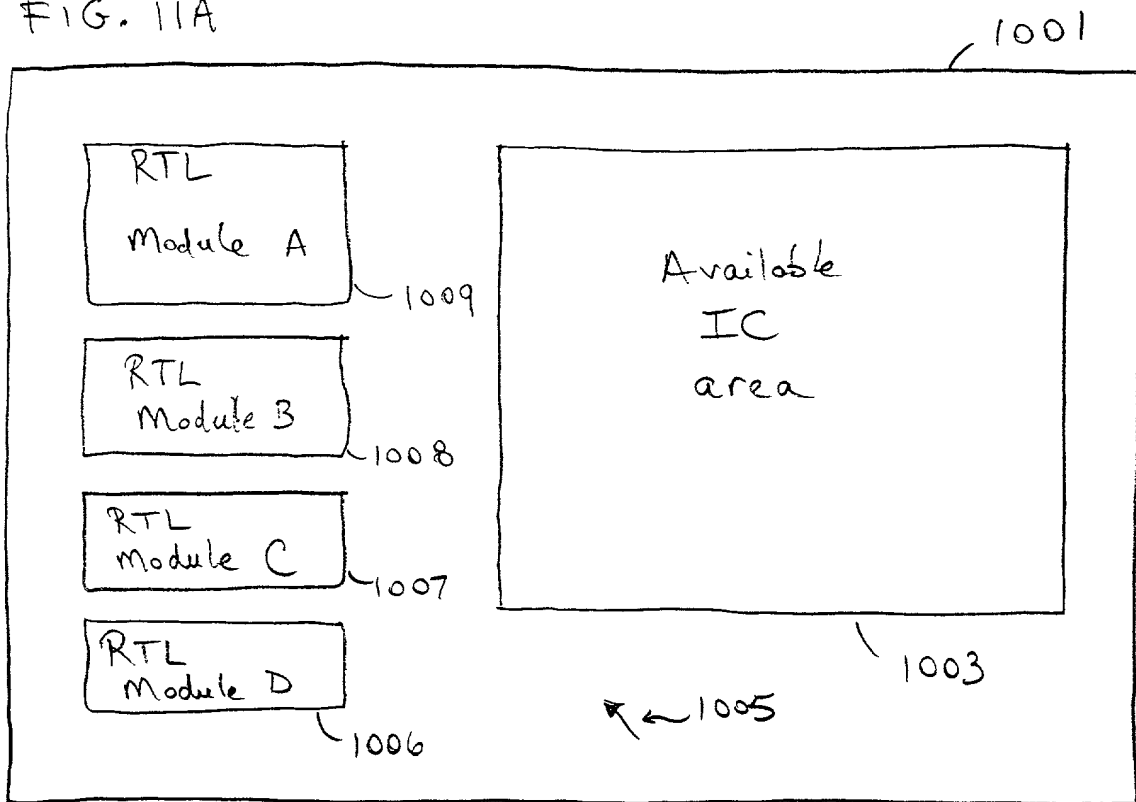 FIG. 11A
1001
RTL
Module A
1009
RTL
Module B
1008
RTL
Module C
1007
RTL
Module D
1006
Available
IC
area
1003
1005